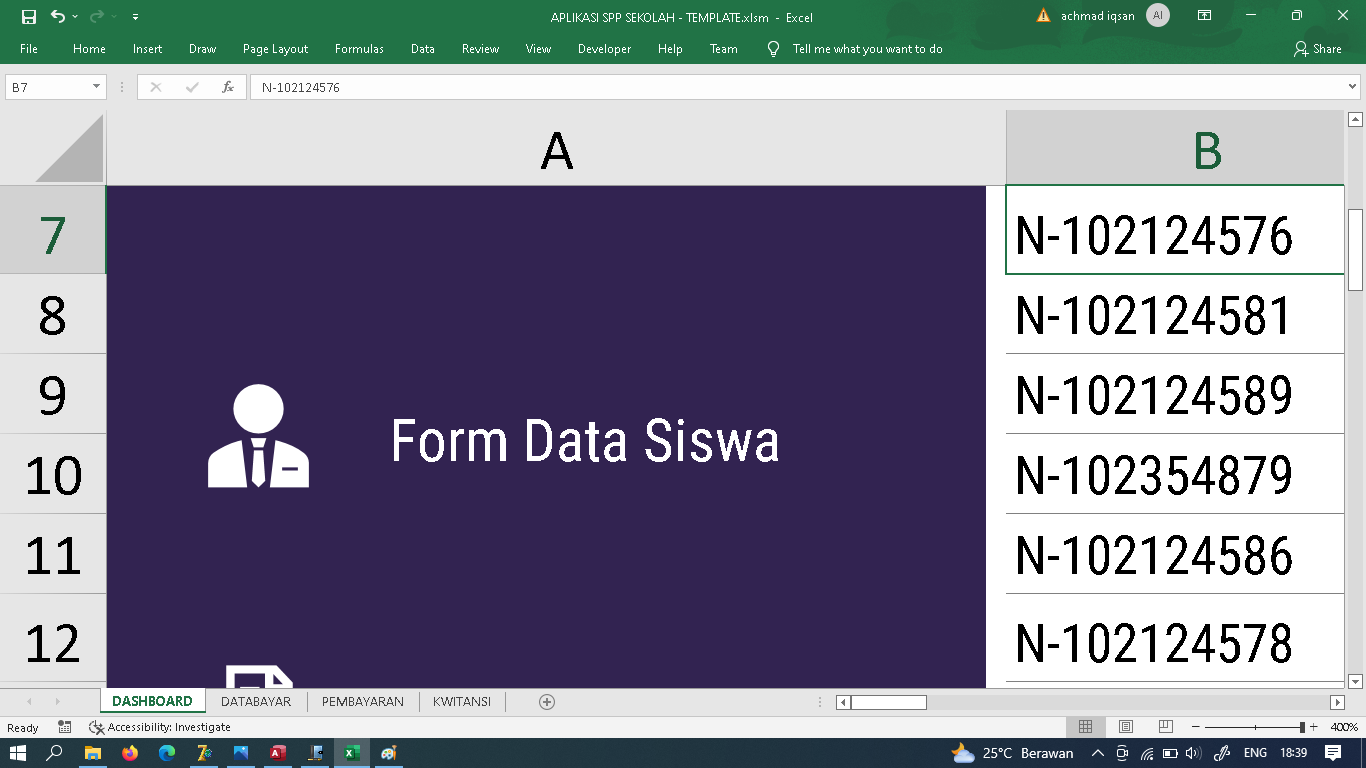 APLIKASI SPP SEKOLAH - TEMPLATE.xlsm - Excel
achmad iqsan
AI
File Home Insert Draw Page Layout Formulas Data Review View Developer Help Team Tell me what you want to do Share
B7 fx N-102124576
A B
7 N-102124576
8 N-102124581
9 N-102124589
Form Data Siswa
10 N-102354879
11 N-102124586
12 N-102124578
DASHBOARD DATABAYAR PEMBAYARAN KWITANSI
Ready Accessibility: Investigate 400%
25°C Berawan ENG 18:39